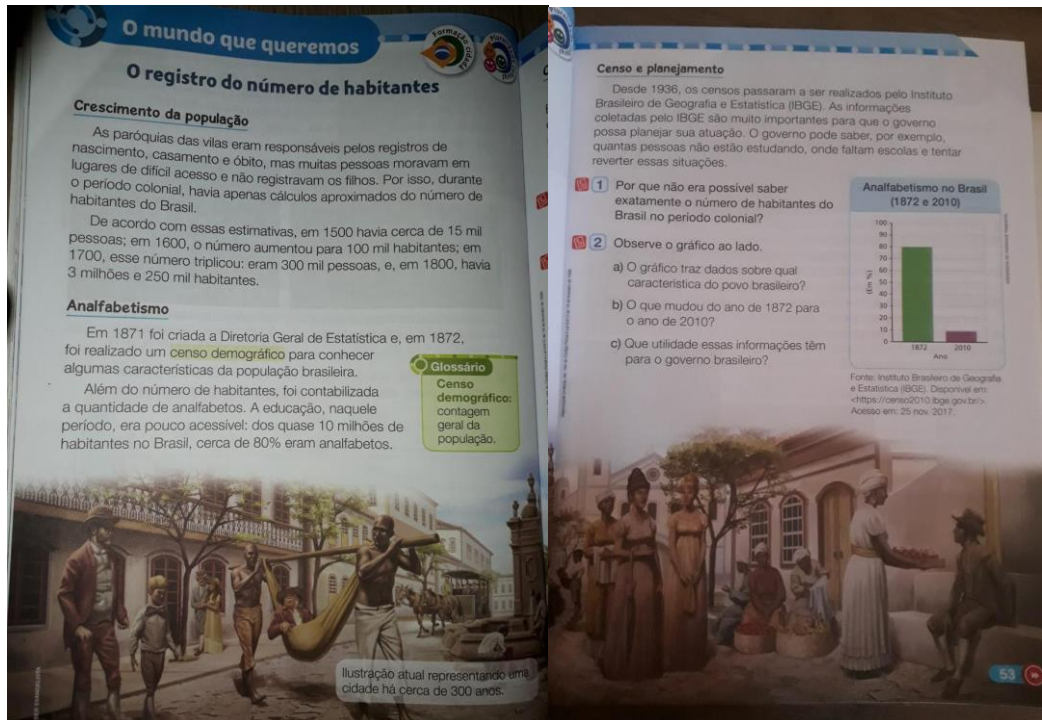 O mundo que queremos
Formação cidadã
O registro do número de habitantes
Crescimento da população
As paróquias das vilas eram responsáveis pelos registros de
nascimento, casamento e óbito, mas muitas pessoas moravam em
lugares de difícil acesso e não registravam os filhos. Por isso, durante
o período colonial, havia apenas cálculos aproximados do número de
habitantes do Brasil.
De acordo com essas estimativas, em 1500 havia cerca de 15 mil
pessoas; em 1600, o número aumentou para 100 mil habitantes; em
1700, esse número triplicou: eram 300 mil pessoas, e, em 1800, havia
3 milhões e 250 mil habitantes.
Analfabetismo
Em 1871 foi criada a Diretoria Geral de Estatística e, em 1872,
foi realizado um censo demográfico para conhecer
algumas características da população brasileira.
Além do número de habitantes, foi contabilizada
a quantidade de analfabetos. A educação, naquele
período, era pouco acessível: dos quase 10 milhões de
habitantes no Brasil, cerca de 80% eram analfabetos.
Glossário
Censo
demográfico:
contagem
geral da
população.
Ilustração atual representando uma
cidade há cerca de 300 anos.
Censo e planejamento
Desde 1936, os censos passaram a ser realizados pelo Instituto
Brasileiro de Geografia e Estatística (IBGE). As informações
coletadas pelo IBGE são muito importantes para que o governo
possa planejar sua atuação. O governo pode saber, por exemplo,
quantas pessoas não estão estudando, onde faltam escolas e tentar
reverter essas situações.
1 Por que não era possível saber
exatamente o número de habitantes do
Brasil no período colonial?
2 Observe o gráfico ao lado.
a) O gráfico traz dados sobre qual
característica do povo brasileiro?
b) O que mudou do ano de 1872 para
o ano de 2010?
c) Que utilidade essas informações têm
para o governo brasileiro?
Analfabetismo no Brasil
(1872 e 2010)
(Em %)
100
90
80
70
60
50
40
30
20
10
0
1872 2010
Ano
Fonte: Instituto Brasileiro de Geografia
e Estatística (IBGE). Disponível em:
<https://censo2010.ibge.gov.br/>.
Acesso em: 25 nov. 2017.
53